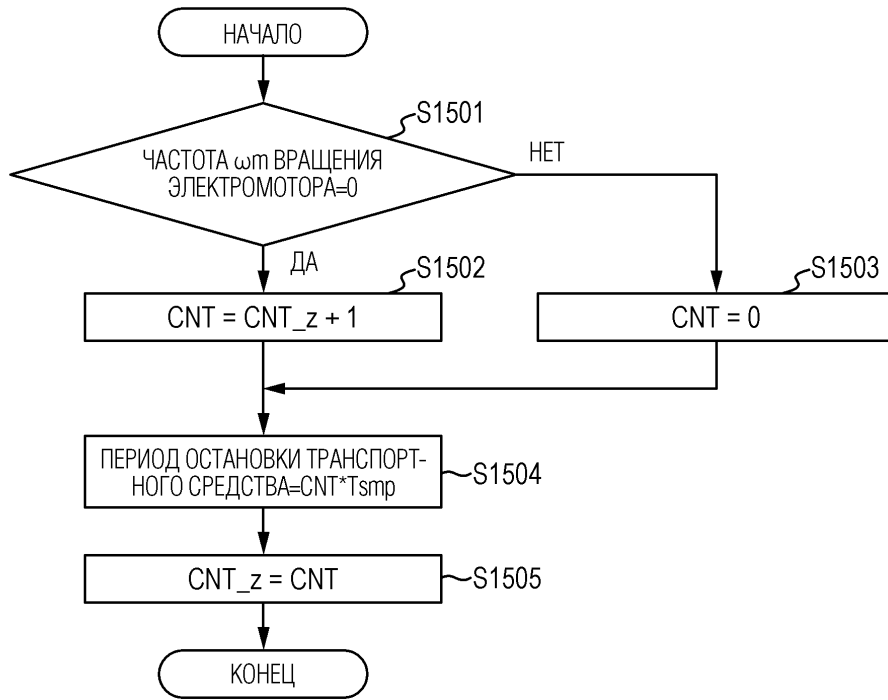 НАЧАЛО
S1501
ЧАСТОТА ωm ВРАЩЕНИЯ
ЭЛЕКТРОМОТОРА=0
НЕТ
ДА
S1502
S1503
CNT = CNT_z + 1
CNT = 0
ПЕРИОД ОСТАНОВКИ ТРАНСПОРТ-
НОГО СРЕДСТВА=CNT*Tsmp
S1504
CNT_z = CNT
S1505
КОНЕЦ